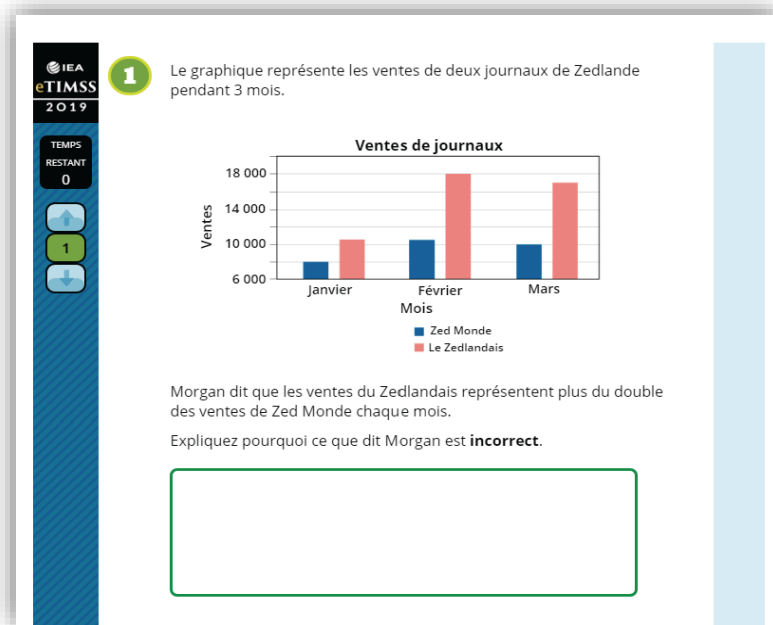 IEA
eTIMSS
2019
TEMPS
RESTANT
0
1
1
Le graphique représente les ventes de deux journaux de Zedlande
pendant 3 mois.
Ventes de journaux
Ventes
18 000
14 000
10 000
6 000
Janvier
Février
Mars
Mois
Zed Monde
Le Zedlandais
Morgan dit que les ventes du Zedlandais représentent plus du double
des ventes de Zed Monde chaque mois.
Expliquez pourquoi ce que dit Morgan est incorrect.